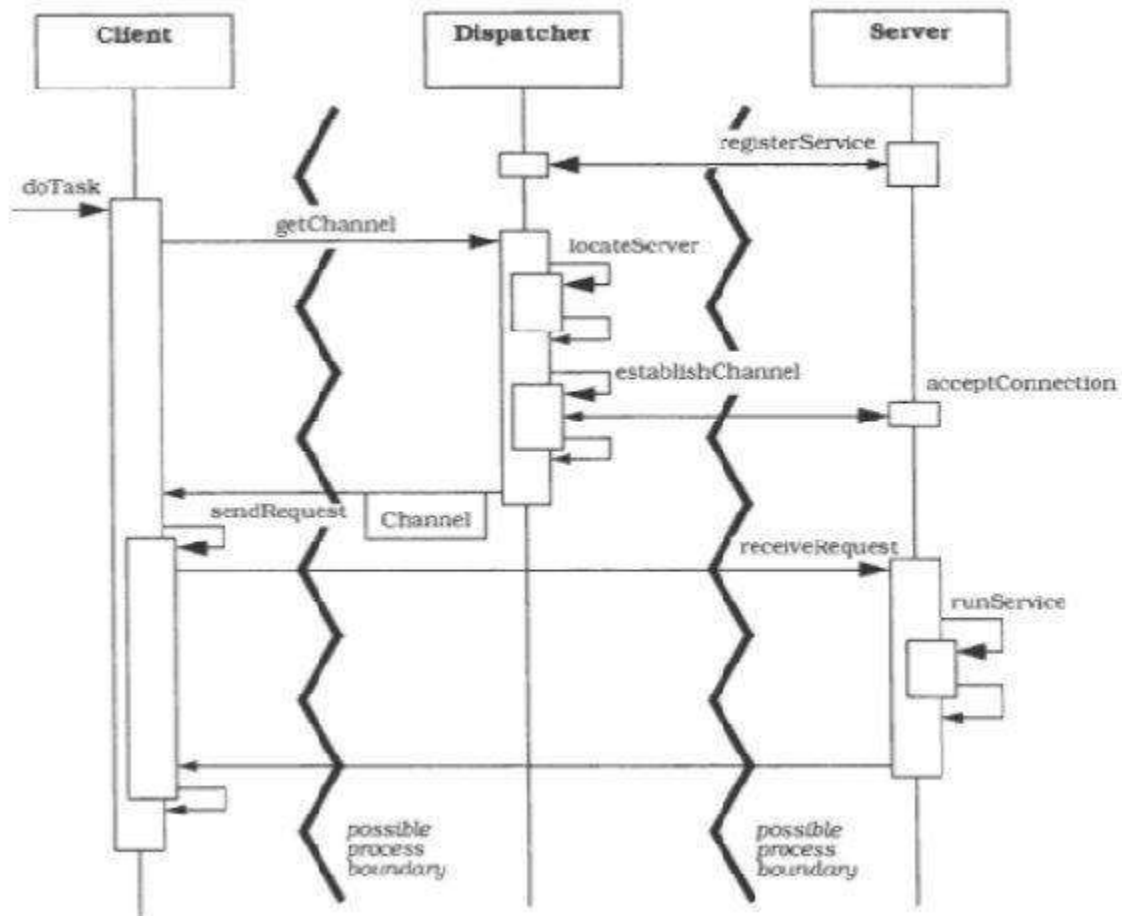 Client
Dispatcher
Server
registerService
doTask
getChannel
locateServer
establishChannel
acceptConnection
sendRequest
Channel
receiveRequest
runService
possible
process
boundary
possible
process
boundary